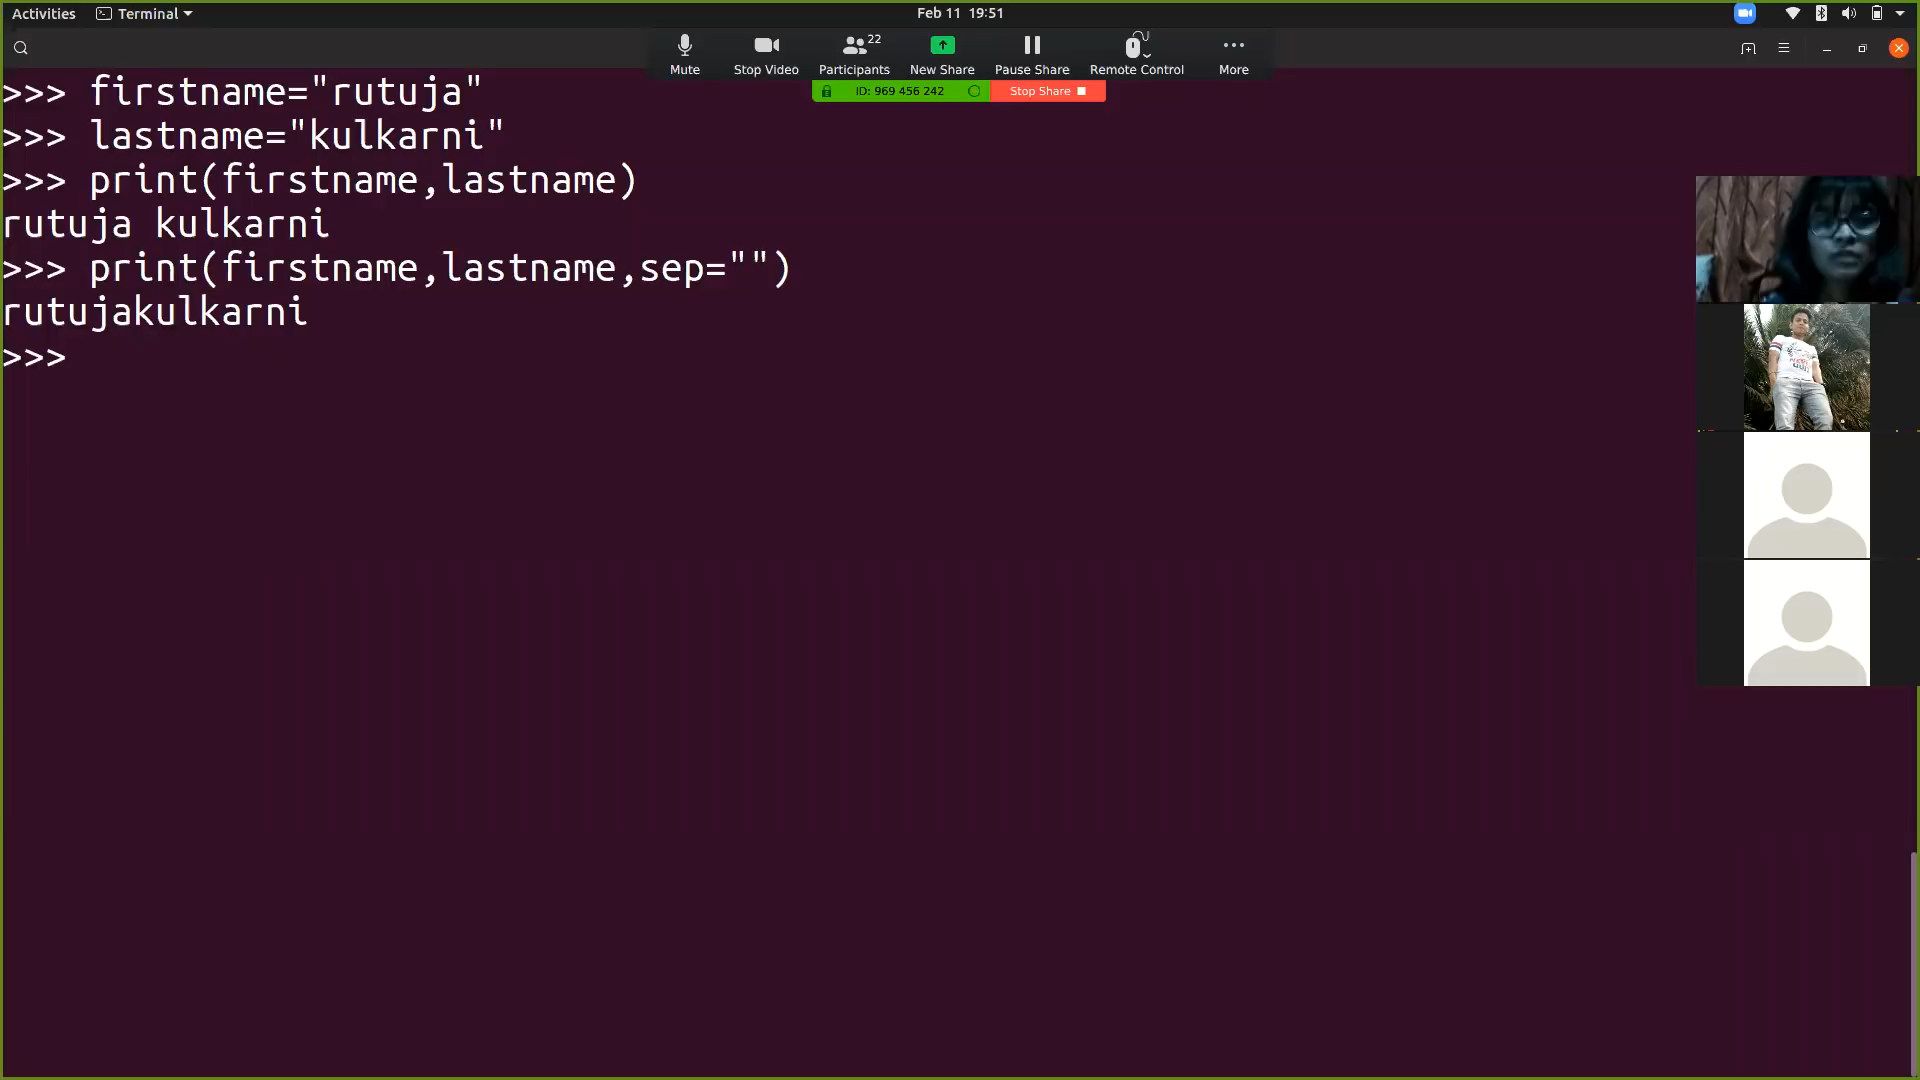 Activities Terminal Feb 11 19:51
22
Mute Stop Video Participants New Share Pause Share Remote Control More
ID: 969 456 242 Stop Share
>>> firstname="rutuja"
>>> lastname="kulkarni"
>>> print(firstname,lastname)
rutuja kulkarni
>>> print(firstname,lastname,sep="")
rutujakulkarni
>>>